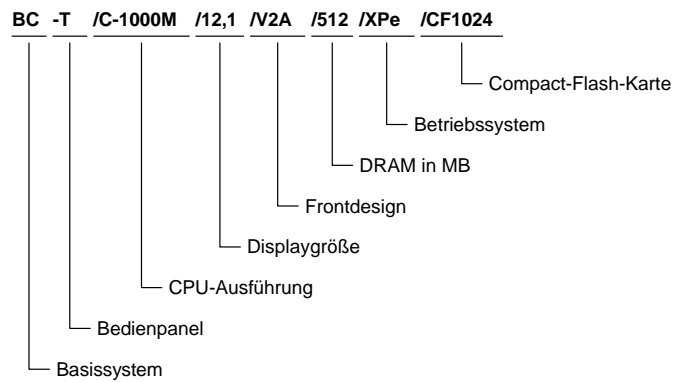 BC -T /C-1000M /12,1 /V2A /512 /XPe /CF1024
Compact-Flash-Karte
Betriebssystem
DRAM in MB
Frontdesign
Displaygröße
CPU-Ausführung
Bedienpanel
Basissystem